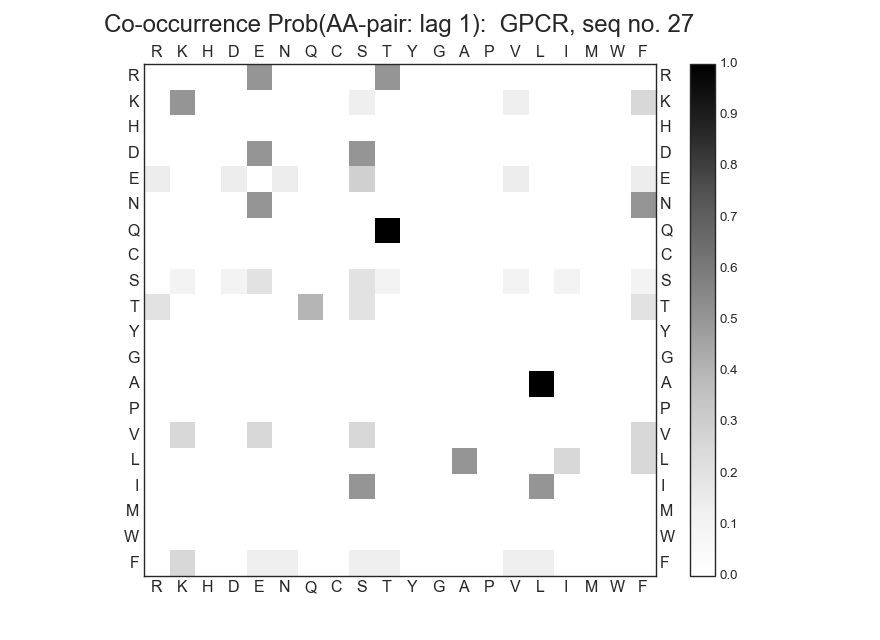 Co-occurrence Prob(AA-pair: lag 1):  GPCR, seq no. 27
R K H D E N Q C S T Y G A P V L I M W F
R R
K K
H H
D D
E E
N N
Q Q
C C
S S
T T
Y Y
G G
A A
P P
V V
L L
I I
M M
W W
F F
R K H D E N Q C S T Y G A P V L I M W F
1.0
0.9
0.8
0.7
0.6
0.5
0.4
0.3
0.2
0.1
0.0